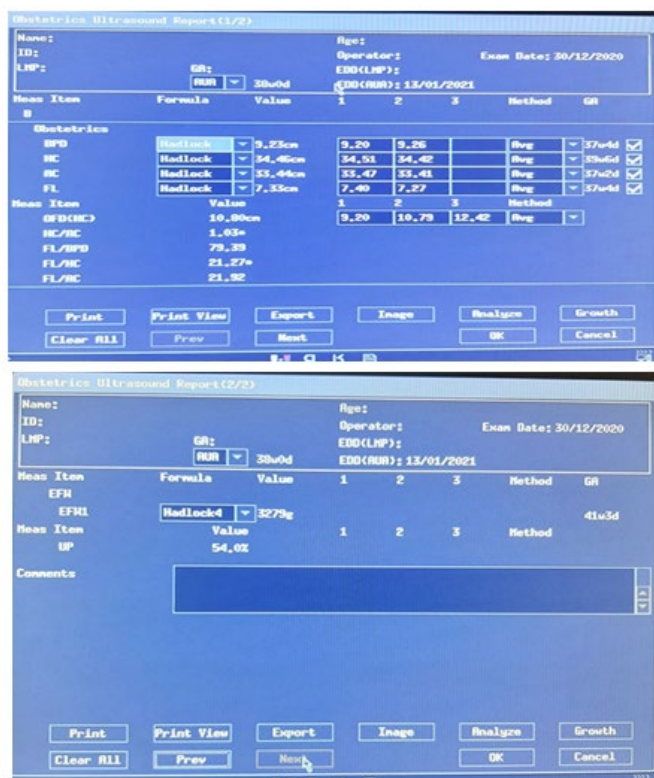 Obstetrics Ultrasound Report(1/2)
Name: Age:
ID: Operator: Exam Date: 30/12/2020
LMP: GA: EDD(LMP):
AUA 38w0d EDD(AUA): 13/01/2021
Meas Item Formula Value 1 2 3 Method GA
B
Obstetrics
BPD Hadlock 9.23cm 9.20 9.26 Avg 37w4d
HC Hadlock 34.46cm 34.51 34.42 Avg 39w6d
AC Hadlock 33.44cm 33.47 33.41 Avg 37w2d
FL Hadlock 7.33cm 7.40 7.27 Avg 37w4d
Meas Item Value 1 2 3 Method
OFD(HC) 10.80cm 9.20 10.79 12.42 Avg
HC/AC 1.03*
FL/BPD 79.39
FL/HC 21.27*
FL/AC 21.92
Print Print View Export Image Analyze Growth
Clear All Prev Next OK Cancel
Obstetrics Ultrasound Report(2/2)
Name: Age:
ID: Operator: Exam Date: 30/12/2020
LMP: GA: EDD(LMP):
AUA 38w0d EDD(AUA): 13/01/2021
Meas Item Formula Value 1 2 3 Method GA
EFW
EFW1 Hadlock4 3279g 41w3d
Meas Item Value 1 2 3 Method
UP 54.0%
Comments
Print Print View Export Image Analyze Growth
Clear All Prev Next OK Cancel